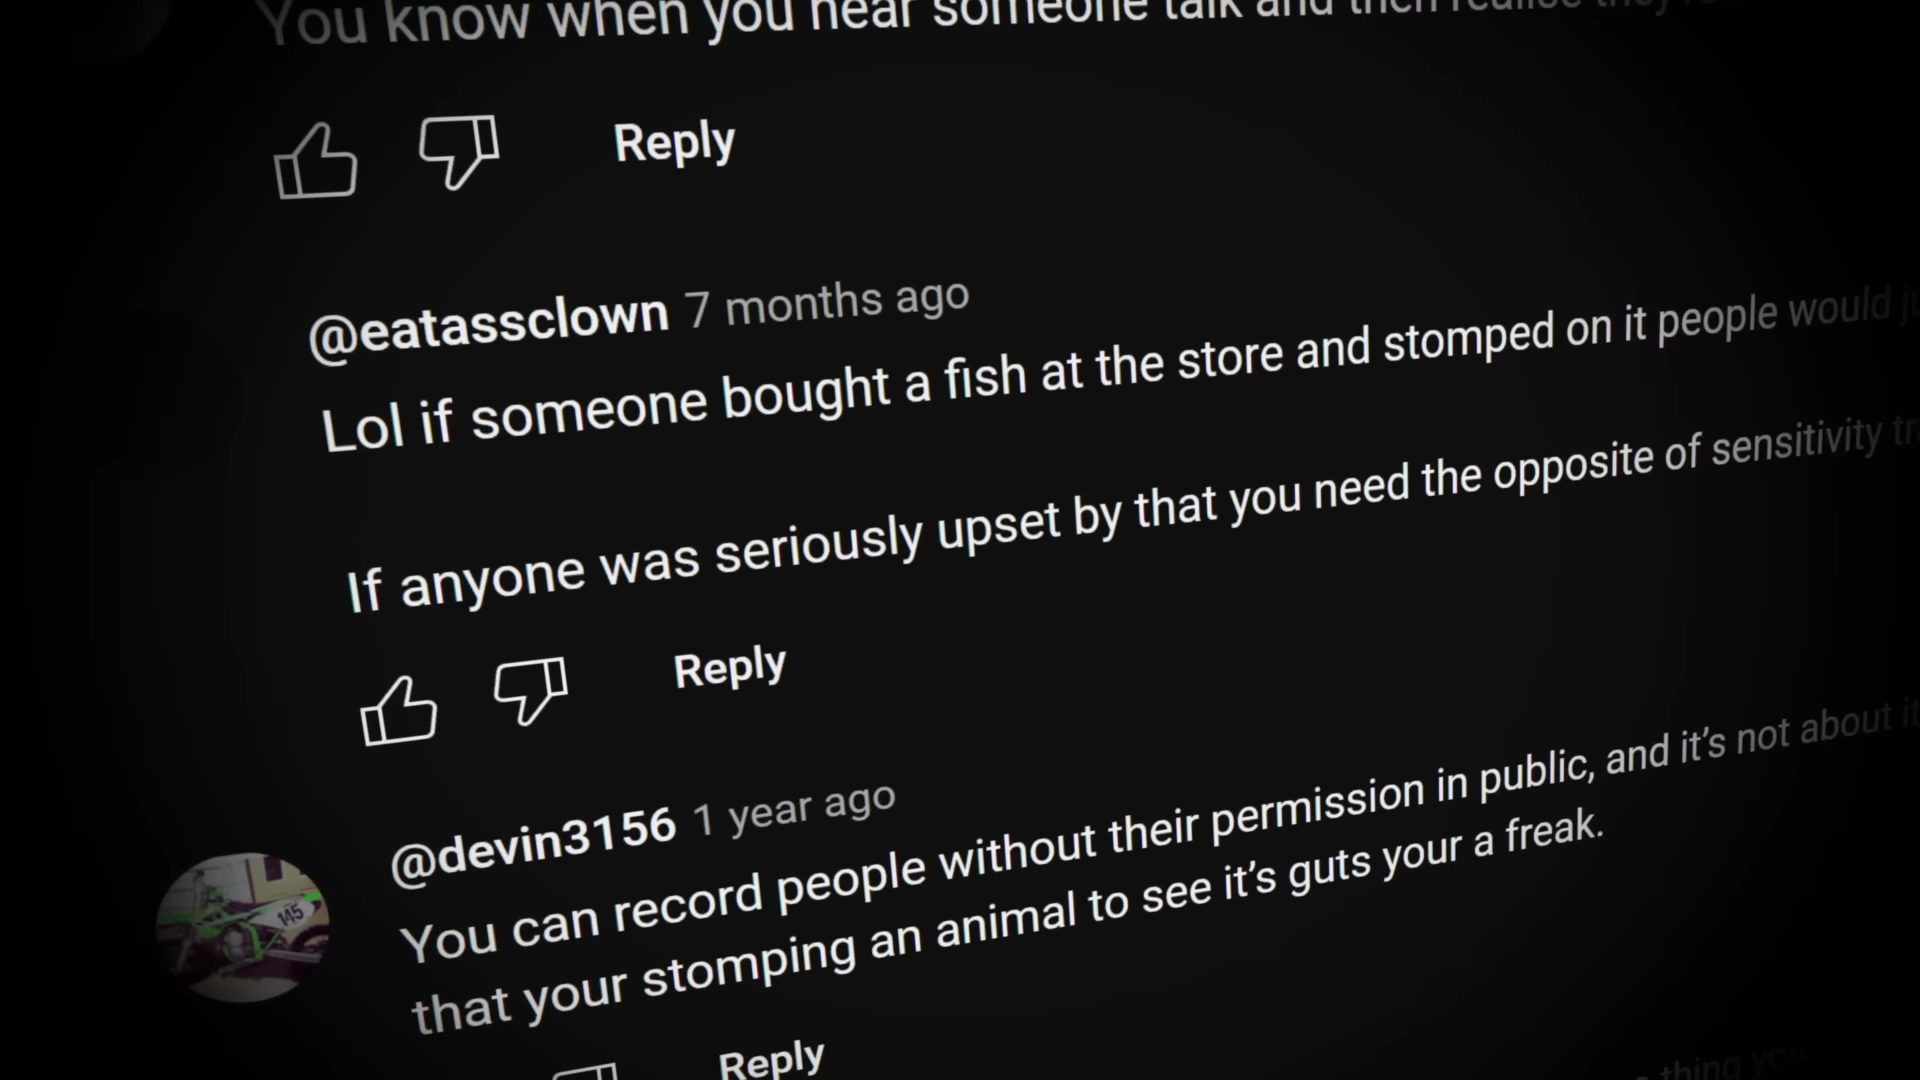 You know when you hear someone talk and then realise
Reply
@eatassclown 7 months ago
Lol if someone bought a fish at the store and stomped on it people would
If anyone was seriously upset by that you need the opposite of sensitivity
Reply
@devin3156 1 year ago
You can record people without their permission in public, and it's not about
that your stomping an animal to see it's guts your a freak.
145
Reply
thing